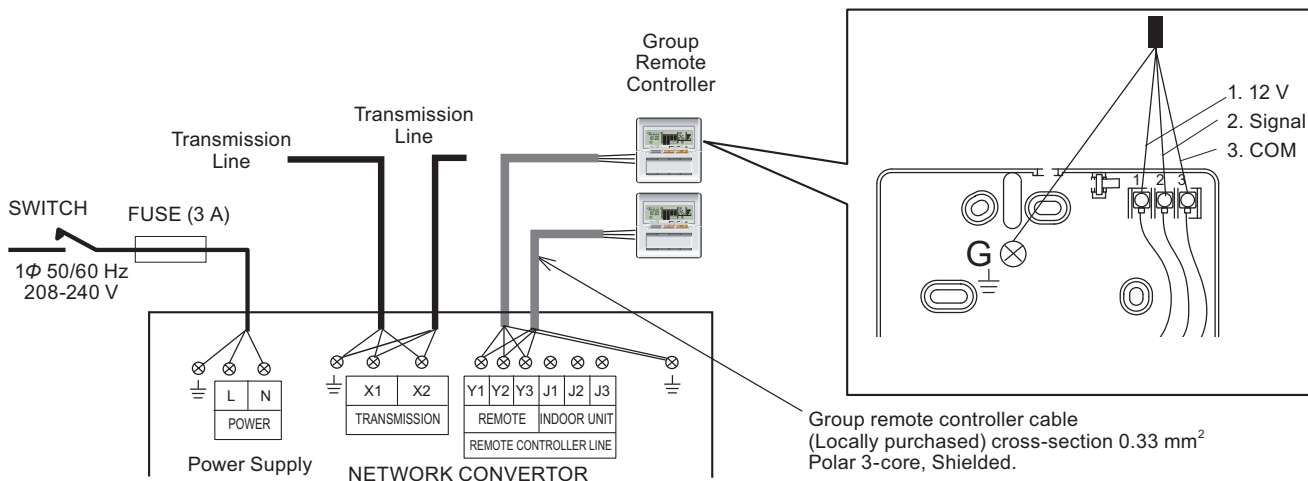 Group
Remote
Controller
Transmission
Line
Transmission
Line
SWITCH
FUSE (3 A)
1Φ 50/60 Hz
208-240 V
1. 12 V
2. Signal
3. COM
1 2 3
G
L N
POWER
Power Supply
X1 X2
TRANSMISSION
Y1 Y2 Y3 J1 J2 J3
REMOTE INDOOR UNIT
REMOTE CONTROLLER LINE
NETWORK CONVERTOR
Group remote controller cable
(Locally purchased) cross-section 0.33 mm²
Polar 3-core, Shielded.